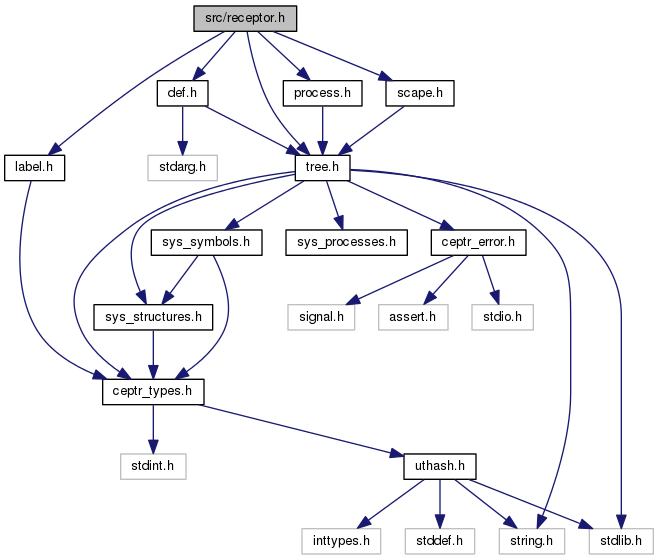 src/receptor.h
def.h
process.h
scape.h
label.h
stdarg.h
tree.h
sys_symbols.h
sys_processes.h
ceptr_error.h
sys_structures.h
signal.h
assert.h
stdio.h
ceptr_types.h
stdint.h
uthash.h
inttypes.h
stddef.h
string.h
stdlib.h